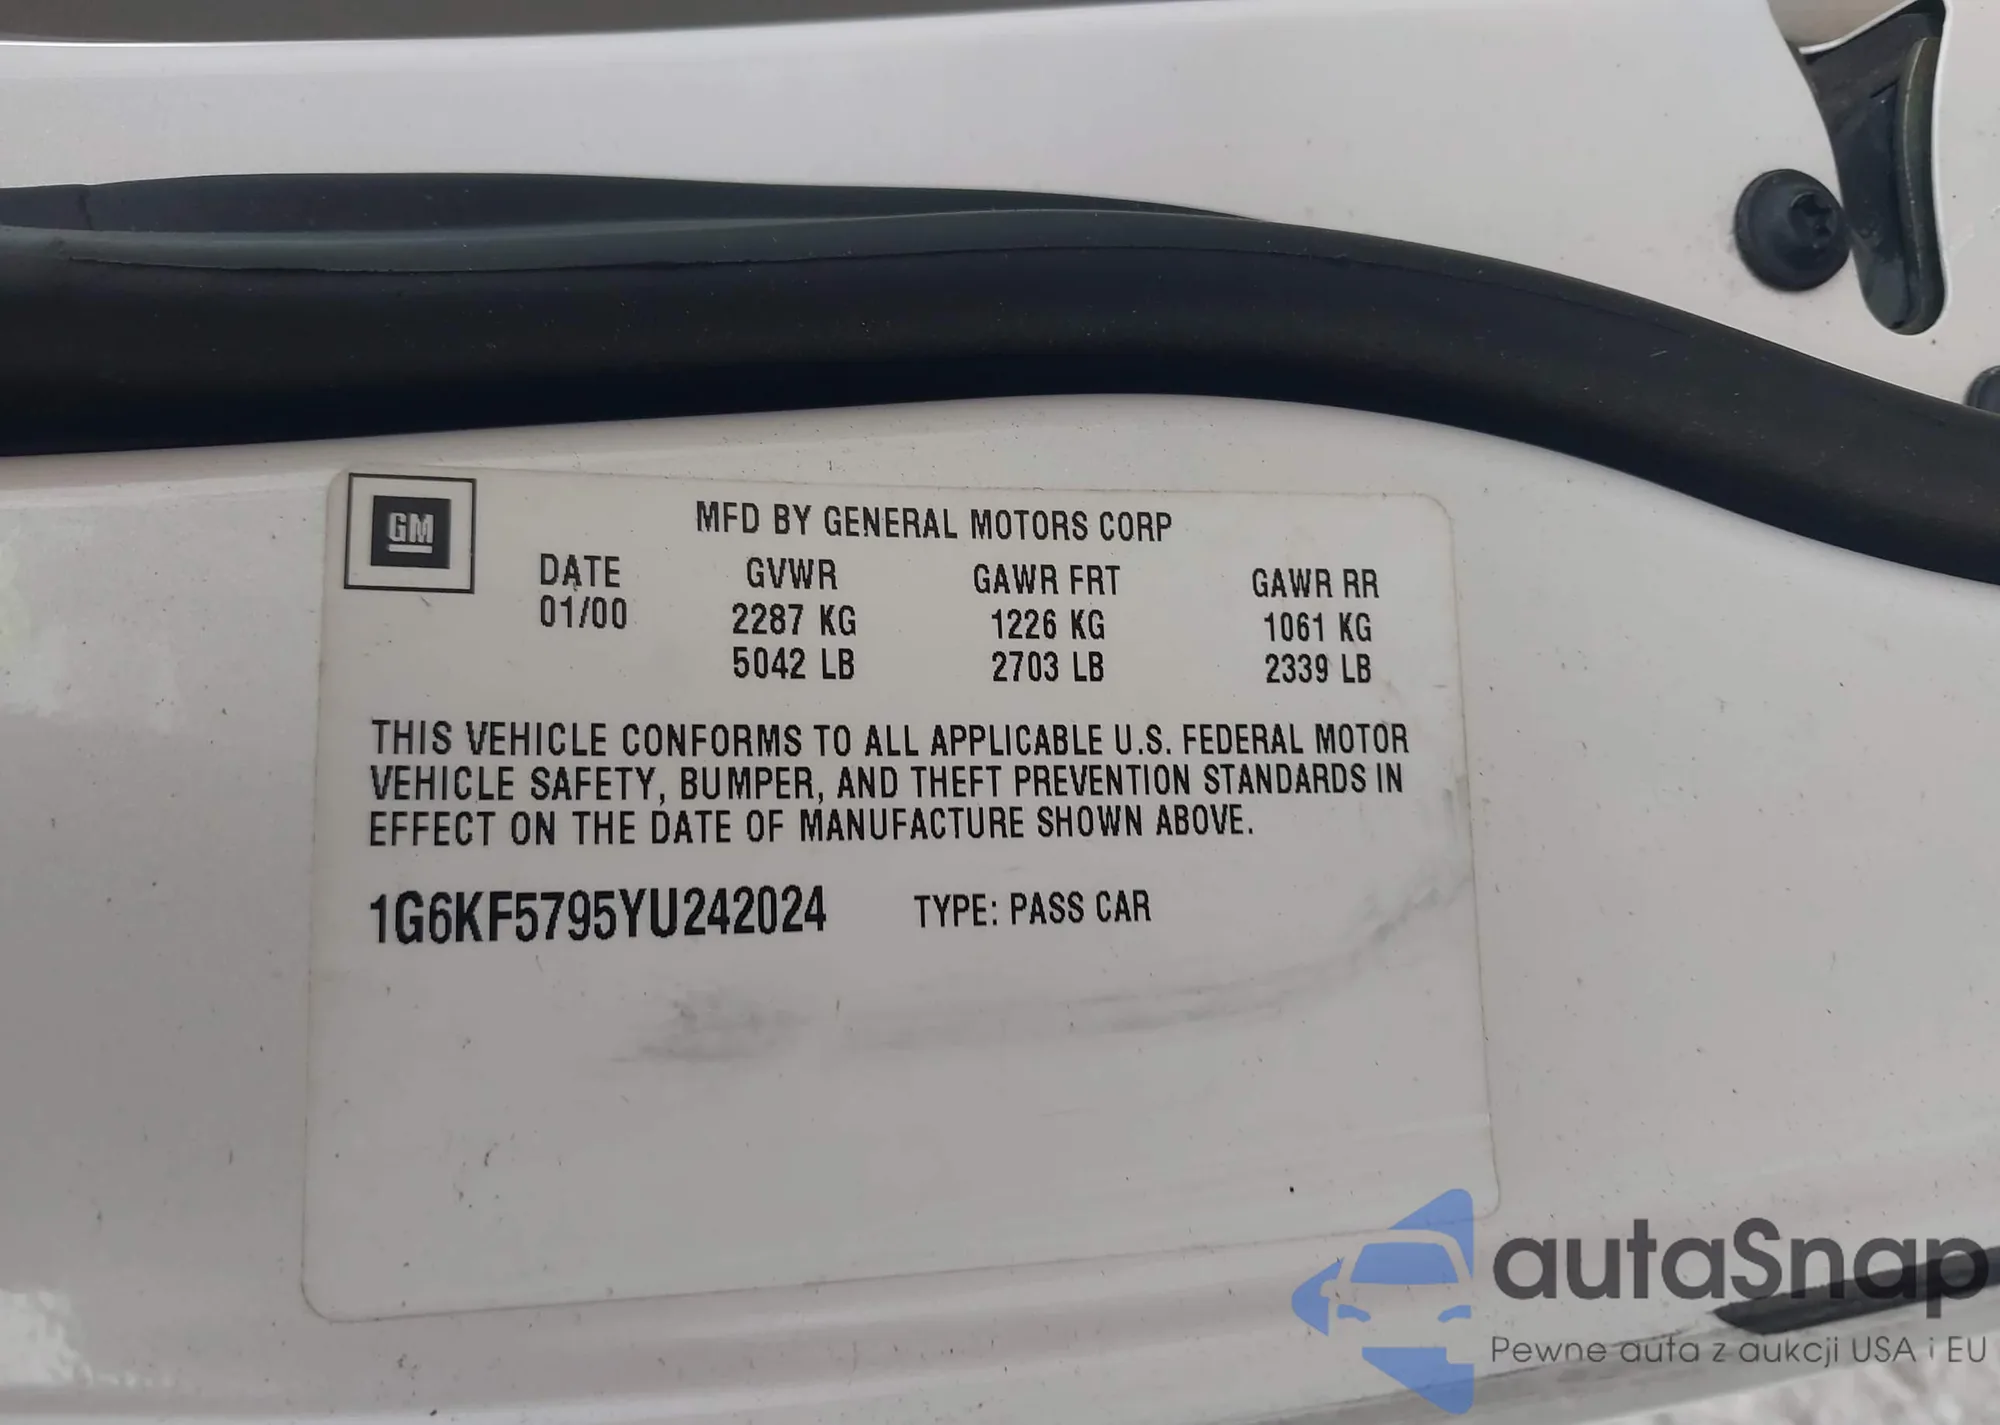 GM
MFD BY GENERAL MOTORS CORP
DATE GVWR GAWR FRT GAWR RR
01/00 2287 KG 1226 KG 1061 KG
5042 LB 2703 LB 2339 LB
THIS VEHICLE CONFORMS TO ALL APPLICABLE U.S. FEDERAL MOTOR
VEHICLE SAFETY, BUMPER, AND THEFT PREVENTION STANDARDS IN
EFFECT ON THE DATE OF MANUFACTURE SHOWN ABOVE.
1G6KF5795YU242024 TYPE: PASS CAR
autaSnap
Pewne auta z aukcji USA i EU